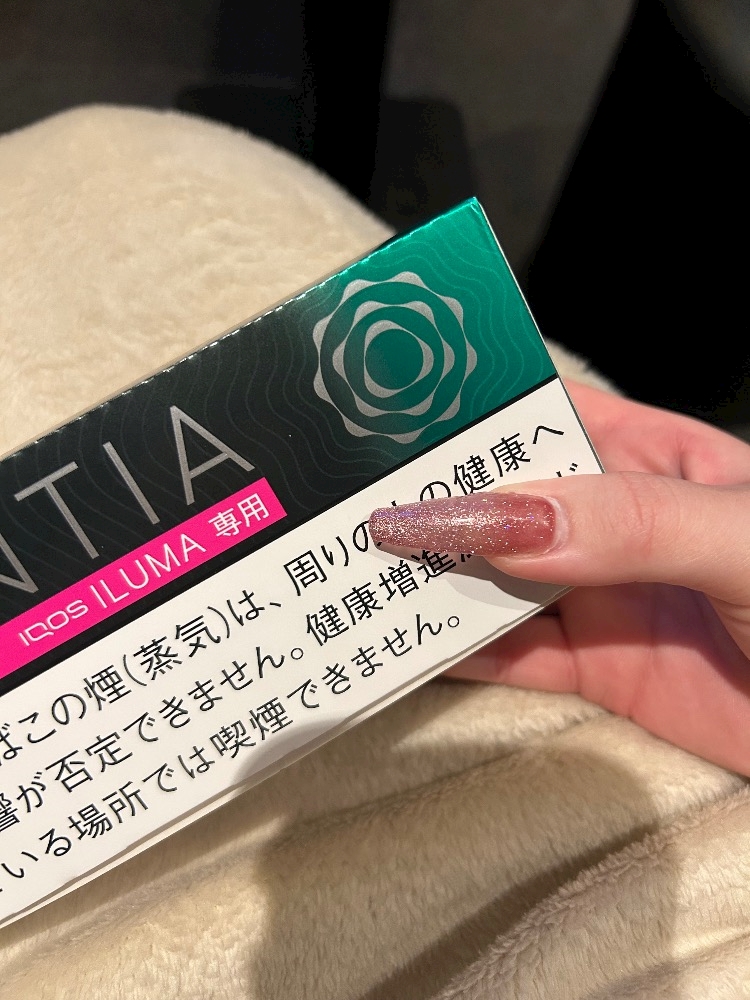 NTIA
IQOS ILUMA 専用
ばこの煙(蒸気)は、周りの人の健康へ
響が否定できません。健康増進
いる場所では喫煙できません。